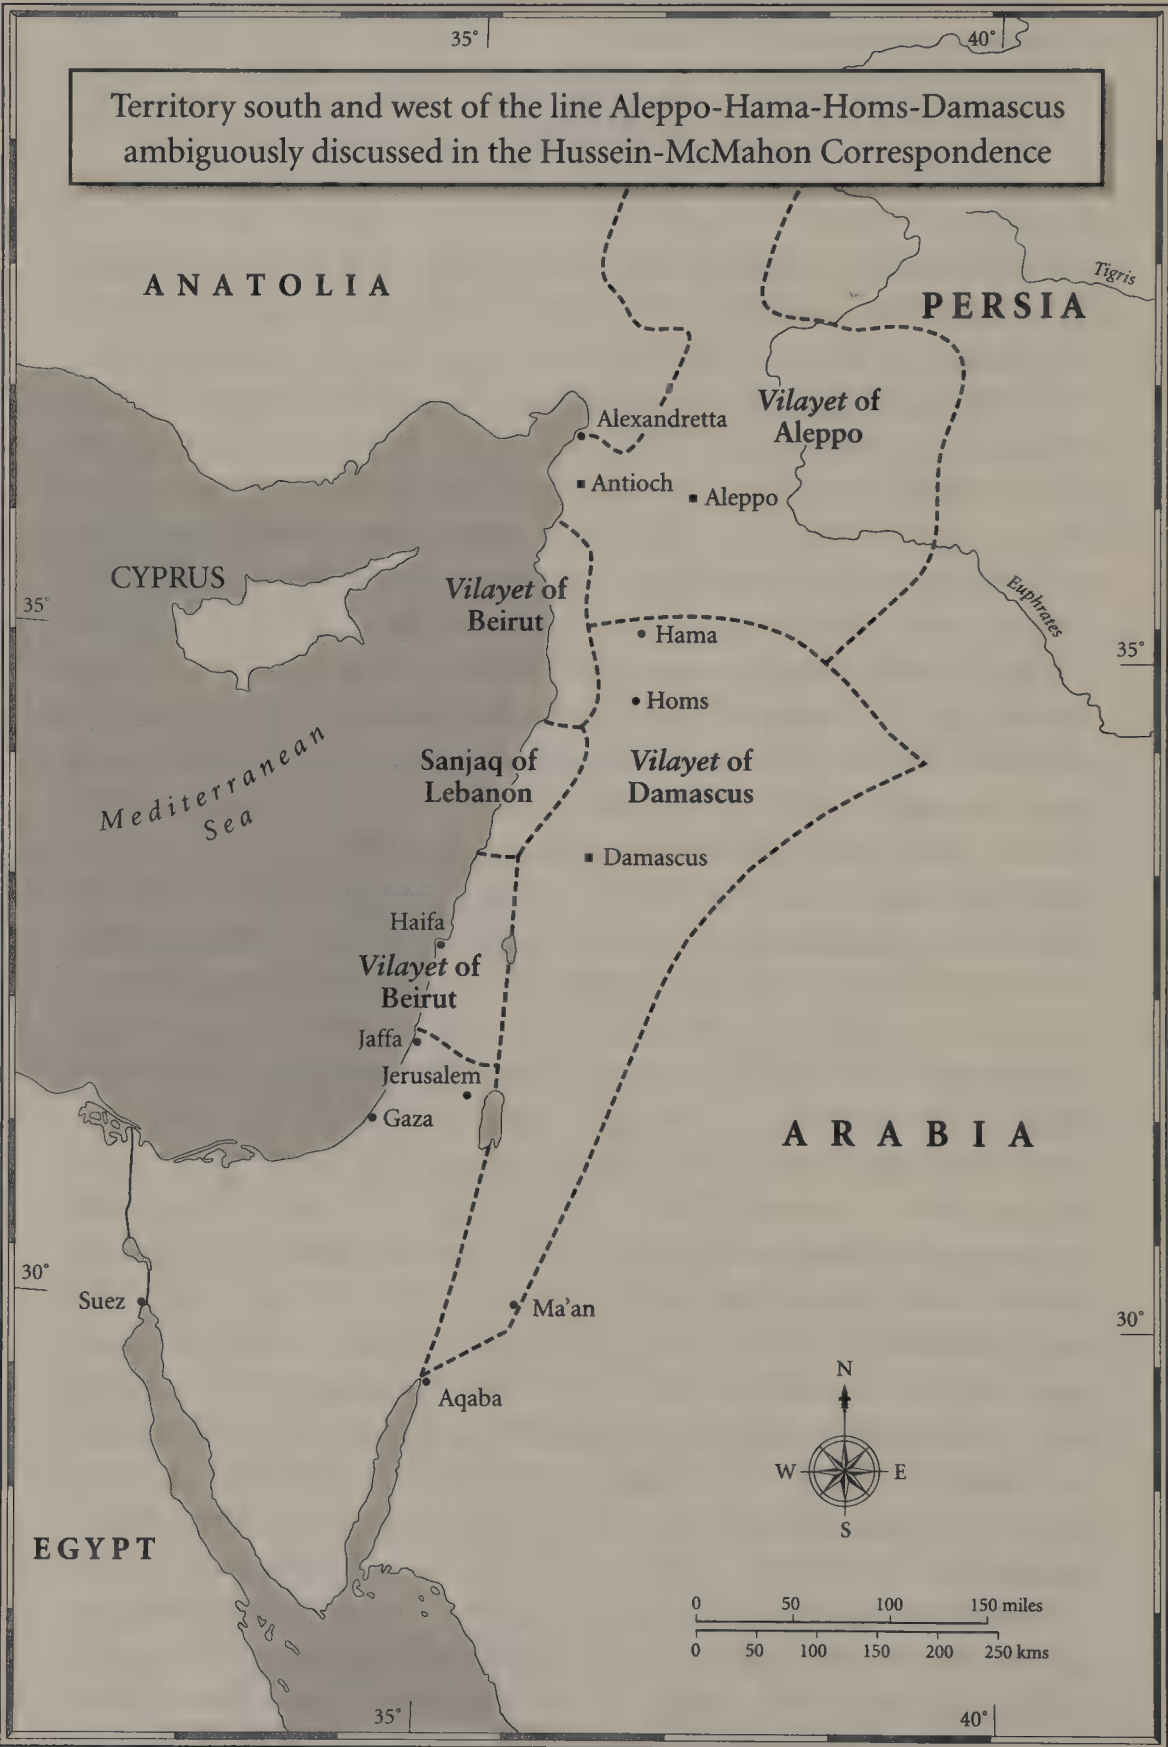 35°
40°
Territory south and west of the line Aleppo-Hama-Homs-Damascus
ambiguously discussed in the Hussein-McMahon Correspondence
ANATOLIA
Tigris
PERSIA
Vilayet of
Aleppo
Alexandretta
Antioch
Aleppo
CYPRUS
Vilayet of
Beirut
Euphrates
35°
Hama
35°
Homs
Mediterranean
Sea
Sanjaq of
Lebanon
Vilayet of
Damascus
Damascus
Haifa
Vilayet of
Beirut
Jaffa
Jerusalem
Gaza
ARABIA
30°
Suez
Ma'an
30°
Aqaba
N
W
E
S
EGYPT
0 50 100 150 miles
0 50 100 150 200 250 kms
35°
40°